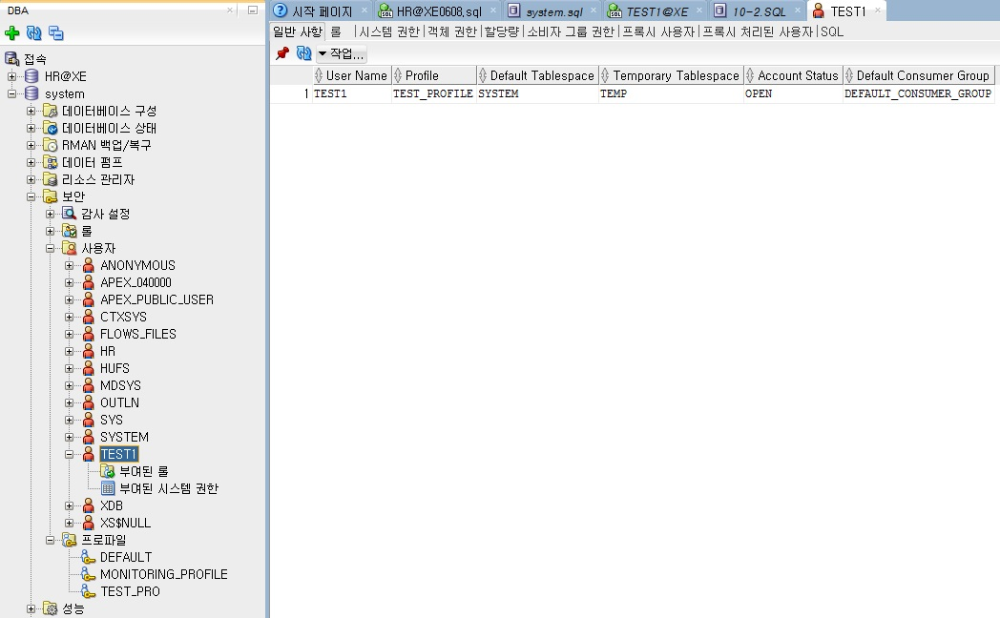 DBA
접속
HR@XE
system
데이터베이스 구성
데이터베이스 상태
RMAN 백업/복구
데이터 펌프
리소스 관리자
보안
감사 설정
롤
사용자
ANONYMOUS
APEX_040000
APEX_PUBLIC_USER
CTXSYS
FLOWS_FILES
HR
HUFS
MDSYS
OUTLN
SYS
SYSTEM
TEST1
부여된 롤
부여된 시스템 권한
XDB
XS$NULL
프로파일
DEFAULT
MONITORING_PROFILE
TEST_PRO
성능
시작 페이지 HR@XE0608.sql system.sql TEST1@XE 10-2.SQL TEST1
일반 사항 롤 시스템 권한 객체 권한 할당량 소비자 그룹 권한 프록시 사용자 프록시 처리된 사용자 SQL
작업...
User Name Profile Default Tablespace Temporary Tablespace Account Status Default Consumer Group
1 TEST1 TEST_PROFILE SYSTEM TEMP OPEN DEFAULT_CONSUMER_GROUP